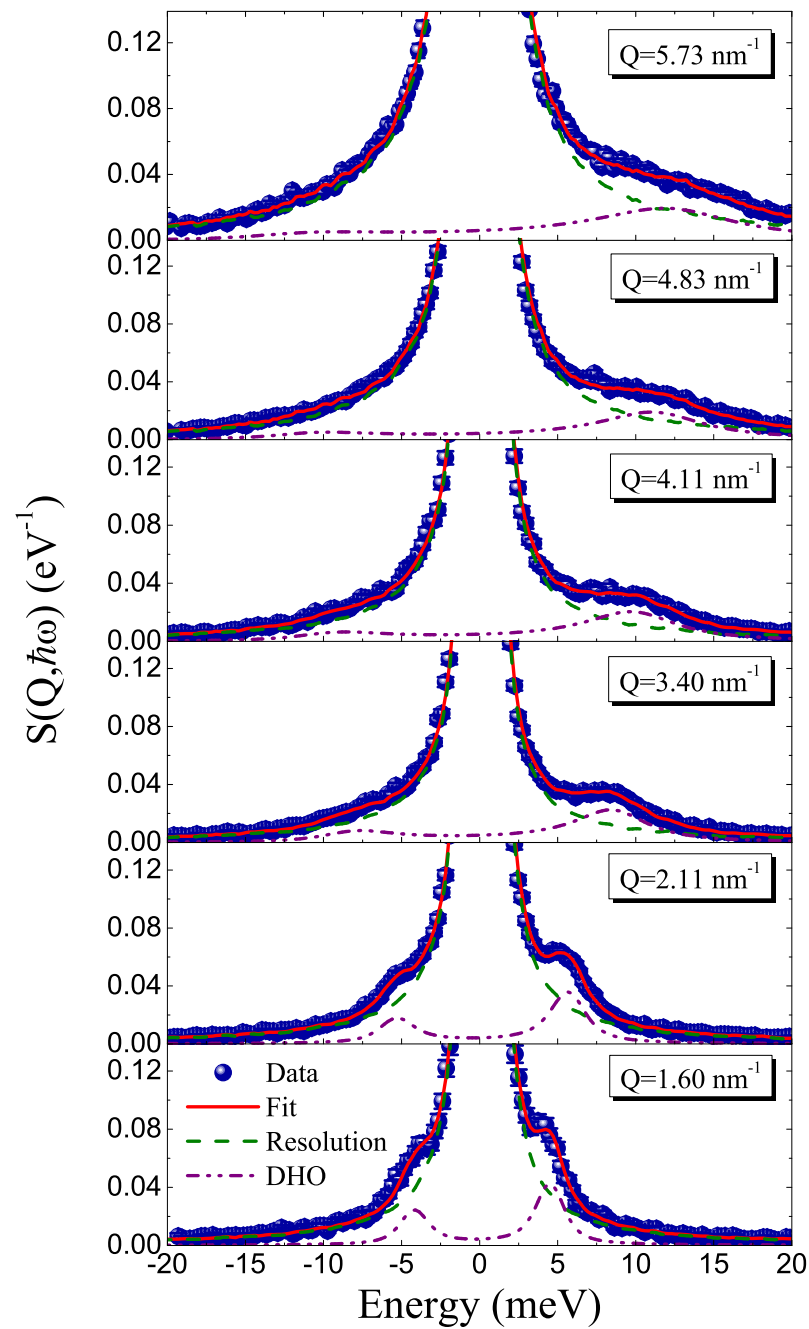 0.12
0.08
0.04
0.00
Q=5.73 nm⁻¹
0.12
0.08
0.04
0.00
Q=4.83 nm⁻¹
0.12
0.08
0.04
0.00
Q=4.11 nm⁻¹
S(Q,ħω) (eV⁻¹)
0.12
0.08
0.04
0.00
Q=3.40 nm⁻¹
0.12
0.08
0.04
0.00
Q=2.11 nm⁻¹
0.12
0.08
0.04
0.00
Q=1.60 nm⁻¹
Data
Fit
Resolution
DHO
-20 -15 -10 -5 0 5 10 15 20
Energy (meV)